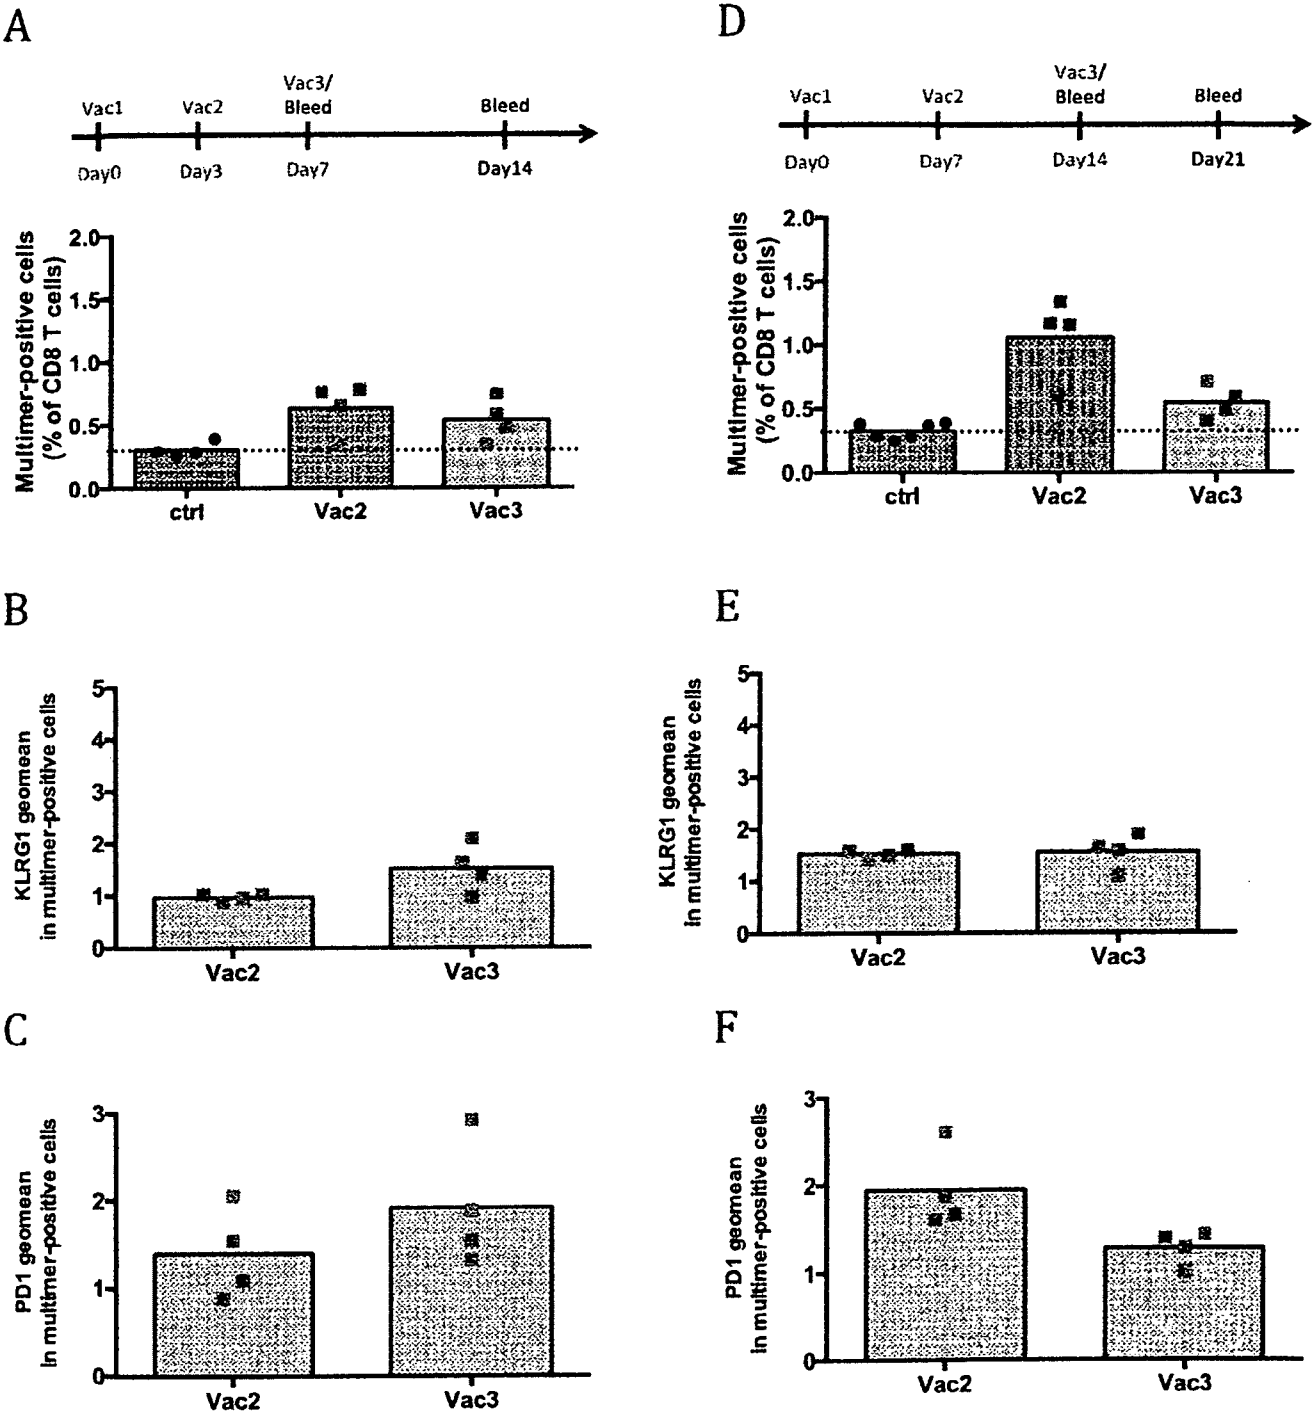 A
Vac1 Vac2 Vac3/ Bleed Bleed
Day0 Day3 Day7 Day14
Multimer-positive cells
(% of CD8 T cells)
2.0
1.5
1.0
0.5
0.0
ctrl Vac2 Vac3
D
Vac1 Vac2 Vac3/ Bleed Bleed
Day0 Day7 Day14 Day21
Multimer-positive cells
(% of CD8 T cells)
2.0
1.5
1.0
0.5
0.0
ctrl Vac2 Vac3
B
KLRG1 geomean
in multimer-positive cells
5
4
3
2
1
0
Vac2 Vac3
E
KLRG1 geomean
in multimer-positive cells
5
4
3
2
1
0
Vac2 Vac3
C
PD1 geomean
in multimer-positive cells
3
2
1
0
Vac2 Vac3
F
PD1 geomean
in multimer-positive cells
3
2
1
0
Vac2 Vac3